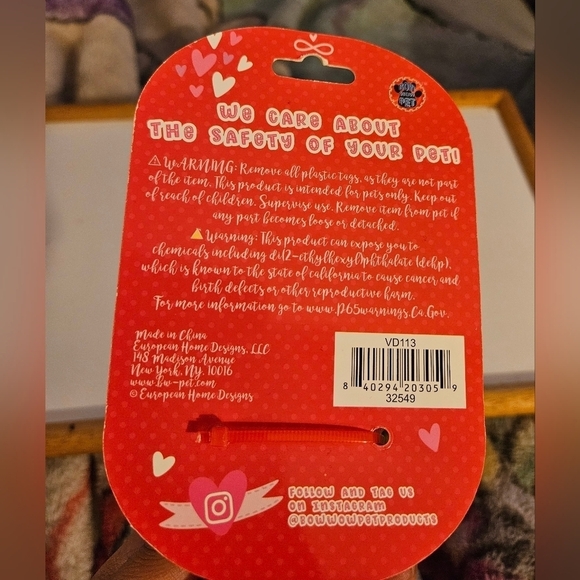 BOW WOW PET
We Care About
The Safety of Your Pet!
⚠ WARNING: Remove all plastic tags, as they are not part
of the item. This product is intended for pets only. Keep out
of reach of children. Supervise use. Remove item from pet if
any part becomes loose or detached.
⚠ Warning: This product can expose you to
chemicals including di(2-ethylhexyl)phthalate (dehp),
which is known to the state of california to cause cancer and
birth defects or other reproductive harm.
For more information go to www.P65warnings.Ca.Gov.
Made in China
European Home Designs, LLC
148 Madison Avenue
New York, NY, 10016
www.bw-pet.com
© European Home Designs
VD113
8 40294 20305 9
32549
Follow and Tag Us
on Instagram
@BowWowPetProducts